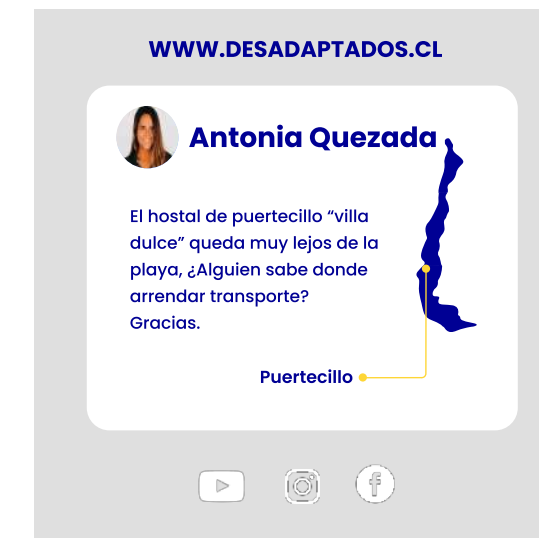 WWW.DESADAPTADOS.CL
Antonia Quezada
El hostal de puertecillo “villa
dulce” queda muy lejos de la
playa, ¿Alguien sabe donde
arrendar transporte?
Gracias.
Puertecillo